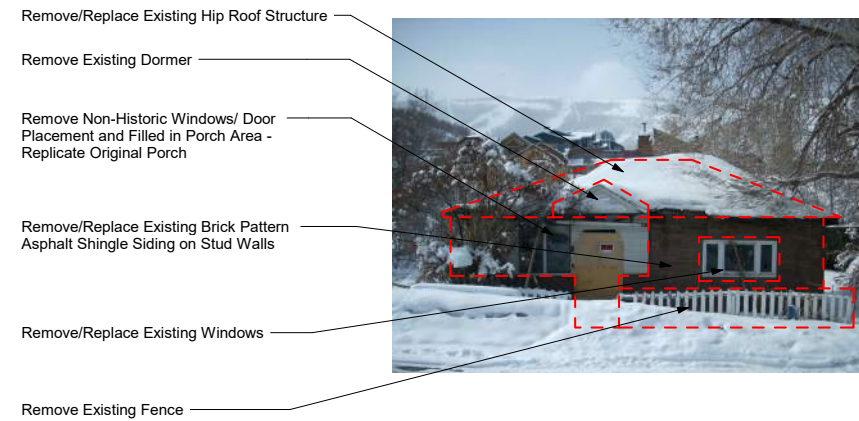 Remove/Replace Existing Hip Roof Structure
Remove Existing Dormer
Remove Non-Historic Windows/ Door
Placement and Filled in Porch Area -
Replicate Original Porch
Remove/Replace Existing Brick Pattern
Asphalt Shingle Siding on Stud Walls
Remove/Replace Existing Windows
Remove Existing Fence